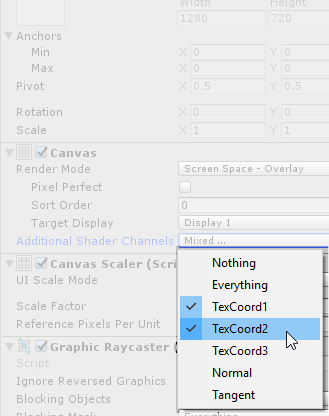 Width Height
1280 720
Anchors
Min X 0 Y 0
Max X 0 Y 0
Pivot X 0.5 Y 0.5
Rotation X 0 Y 0
Scale X 1 Y 1
Canvas
Render Mode Screen Space - Overlay
Pixel Perfect
Sort Order 0
Target Display Display 1
Additional Shader Channels Mixed ...
Canvas Scaler (Scri
UI Scale Mode
Scale Factor
Reference Pixels Per Unit
Graphic Raycaster (
Script
Ignore Reversed Graphics
Blocking Objects
Blocking Mask Everything
Nothing
Everything
TexCoord1
TexCoord2
TexCoord3
Normal
Tangent